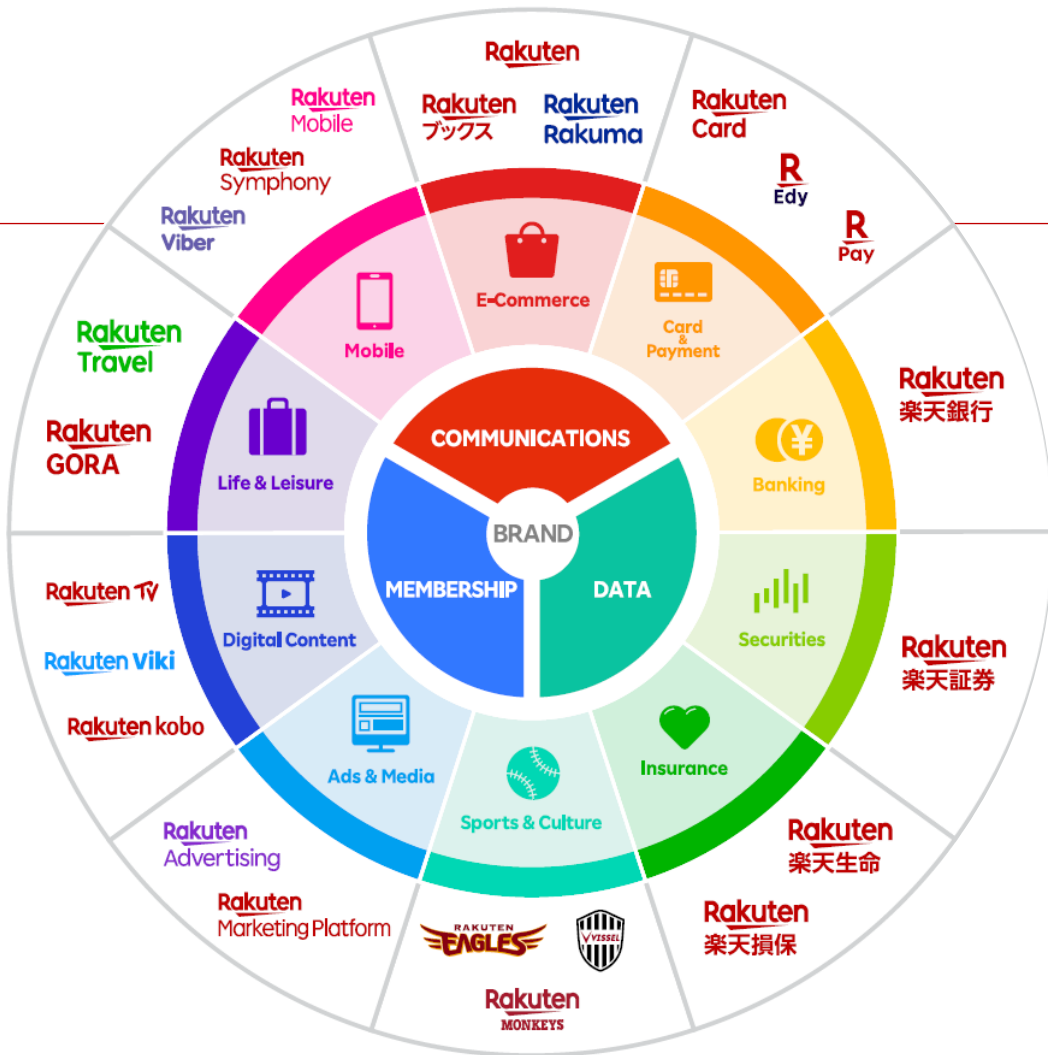 Rakuten
Rakuten
ブックス
Rakuten
Rakuma
Rakuten
Card
R
Edy
R
Pay
Rakuten
楽天銀行
Rakuten
楽天証券
Rakuten
楽天生命
Rakuten
楽天損保
RAKUTEN
EAGLES
VISSEL
Rakuten
MONKEYS
Rakuten
Marketing Platform
Rakuten
Advertising
Rakuten kobo
Rakuten Viki
Rakuten TV
Rakuten
GORA
Rakuten
Travel
Rakuten
Viber
Rakuten
Symphony
Rakuten
Mobile
E-Commerce
Card
&
Payment
¥
Banking
Securities
Insurance
Sports & Culture
Ads & Media
Digital Content
Life & Leisure
Mobile
COMMUNICATIONS
BRAND
MEMBERSHIP
DATA